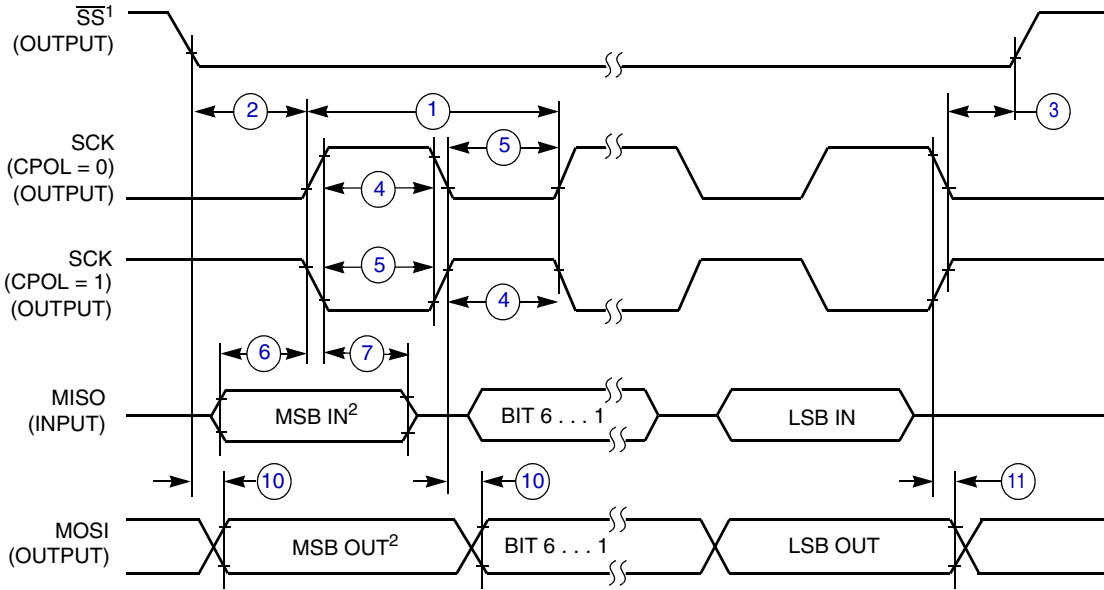 SS¹
(OUTPUT)
2
1
3
SCK
(CPOL = 0)
(OUTPUT)
5
4
SCK
(CPOL = 1)
(OUTPUT)
5
4
6
7
MISO
(INPUT)
MSB IN²
BIT 6 . . . 1
LSB IN
10
10
11
MOSI
(OUTPUT)
MSB OUT²
BIT 6 . . . 1
LSB OUT